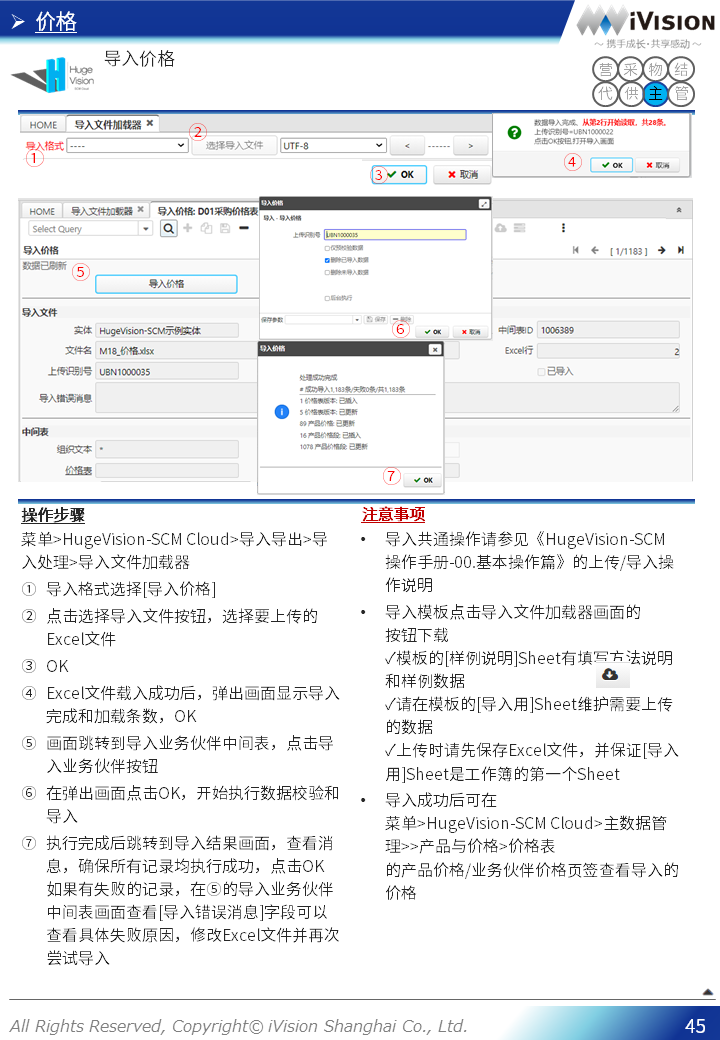 ➢ 价格
iVision
～ 携手成长·共享感动 ～
导入价格
Huge
Vision
SCM Cloud
营 采 物 结
代 供 主 管
HOME 导入文件加载器 ✖
导入格式 ---- 选择导入文件 UTF-8 < ------ >
① ②
③ OK ✖ 取消
数据导入完成。从第2行开始读取，共28条。
上传识别号=UBN1000022
点击OK按钮,打开导入画面
④ OK ✖ 取消
HOME 导入文件加载器 ✖ 导入价格: D01采购价格表
Select Query
[ 1/1183 ]
导入价格
数据已刷新
⑤ 导入价格
导入文件
实体 HugeVision-SCM示例实体
中间表ID 1006389
文件名 M18_价格.xlsx
Excel行 2
上传识别号 UBN1000035
已导入
导入错误消息
中间表
组织文本 *
价格表
导入价格
导入 - 导入价格
上传识别号 UBN1000035
仅预校验数据
删除已导入数据
删除未导入数据
后台执行
保存参数 保存 删除
⑥ OK ✖ 取消
导入价格
处理成功完成
# 成功导入1,183条/失败0条/共1,183条
1 价格表版本: 已插入
5 价格表版本: 已更新
89 产品价格: 已更新
16 产品价格段: 已插入
1078 产品价格段: 已更新
⑦ OK
操作步骤
菜单>HugeVision-SCM Cloud>导入导出>导
入处理>导入文件加载器
① 导入格式选择[导入价格]
② 点击选择导入文件按钮，选择要上传的
Excel文件
③ OK
④ Excel文件载入成功后，弹出画面显示导入
完成和加载条数，OK
⑤ 画面跳转到导入业务伙伴中间表，点击导
入业务伙伴按钮
⑥ 在弹出画面点击OK，开始执行数据校验和
导入
⑦ 执行完成后跳转到导入结果画面，查看消
息，确保所有记录均执行成功，点击OK
如果有失败的记录，在⑤的导入业务伙伴
中间表画面查看[导入错误消息]字段可以
查看具体失败原因，修改Excel文件并再次
尝试导入
注意事项
• 导入共通操作请参见《HugeVision-SCM
操作手册-00.基本操作篇》的上传/导入操
作说明
• 导入模板点击导入文件加载器画面的
按钮下载
✓模板的[样例说明]Sheet有填写方法说明
和样例数据
✓请在模板的[导入用]Sheet维护需要上传
的数据
✓上传时请先保存Excel文件，并保证[导入
用]Sheet是工作簿的第一个Sheet
• 导入成功后可在
菜单>HugeVision-SCM Cloud>主数据管
理>>产品与价格>价格表
的产品价格/业务伙伴价格页签查看导入的
价格
All Rights Reserved, Copyright© iVision Shanghai Co., Ltd.
45